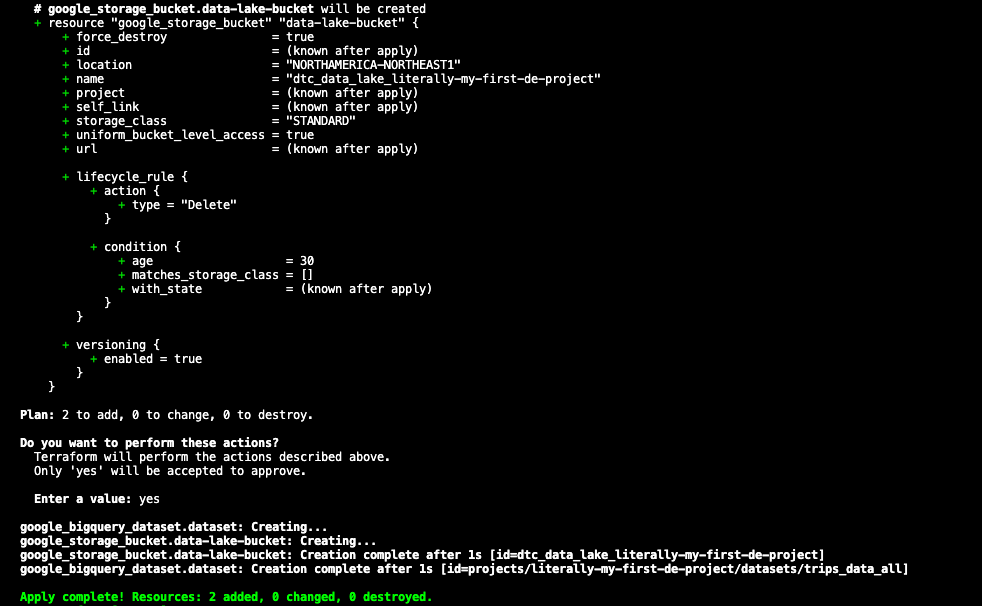 # google_storage_bucket.data-lake-bucket will be created
+ resource "google_storage_bucket" "data-lake-bucket" {
+ force_destroy = true
+ id = (known after apply)
+ location = "NORTHAMERICA-NORTHEAST1"
+ name = "dtc_data_lake_literally-my-first-de-project"
+ project = (known after apply)
+ self_link = (known after apply)
+ storage_class = "STANDARD"
+ uniform_bucket_level_access = true
+ url = (known after apply)
+ lifecycle_rule {
+ action {
+ type = "Delete"
}
+ condition {
+ age = 30
+ matches_storage_class = []
+ with_state = (known after apply)
}
}
+ versioning {
+ enabled = true
}
}
Plan: 2 to add, 0 to change, 0 to destroy.
Do you want to perform these actions?
Terraform will perform the actions described above.
Only 'yes' will be accepted to approve.
Enter a value: yes
google_bigquery_dataset.dataset: Creating...
google_storage_bucket.data-lake-bucket: Creating...
google_storage_bucket.data-lake-bucket: Creation complete after 1s [id=dtc_data_lake_literally-my-first-de-project]
google_bigquery_dataset.dataset: Creation complete after 1s [id=projects/literally-my-first-de-project/datasets/trips_data_all]
Apply complete! Resources: 2 added, 0 changed, 0 destroyed.